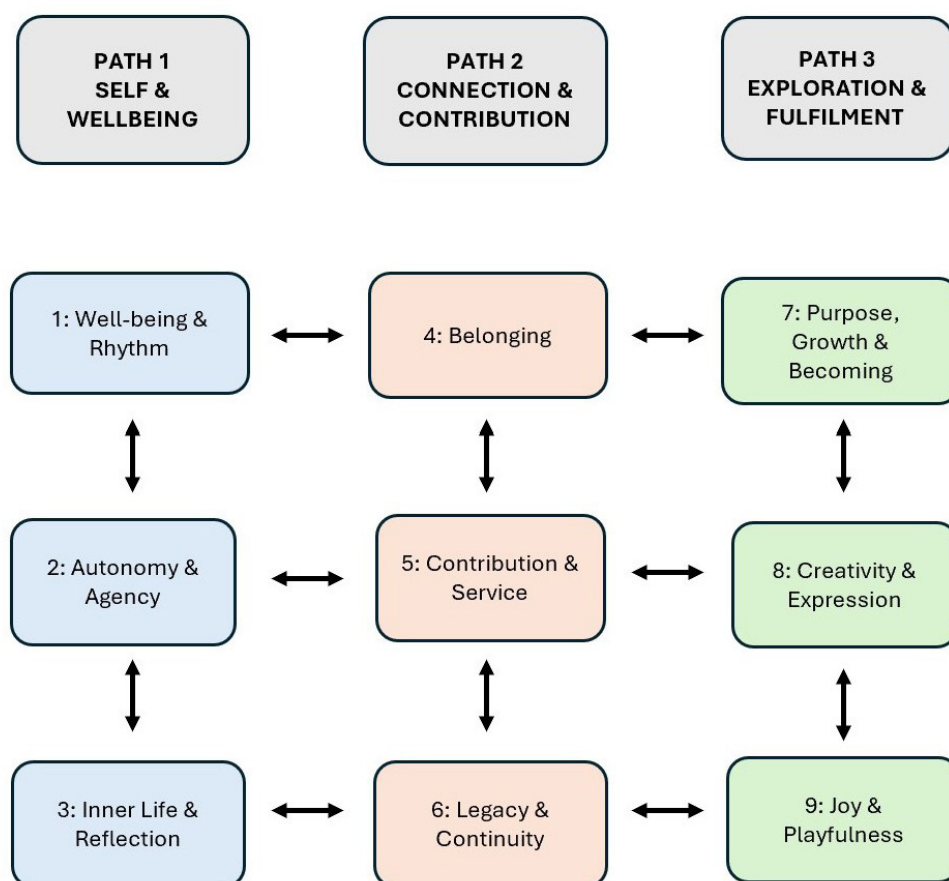 PATH 1
SELF &
WELLBEING
PATH 2
CONNECTION &
CONTRIBUTION
PATH 3
EXPLORATION &
FULFILMENT
1: Well-being &
Rhythm
4: Belonging
7: Purpose,
Growth &
Becoming
2: Autonomy &
Agency
5: Contribution &
Service
8: Creativity &
Expression
3: Inner Life &
Reflection
6: Legacy &
Continuity
9: Joy &
Playfulness